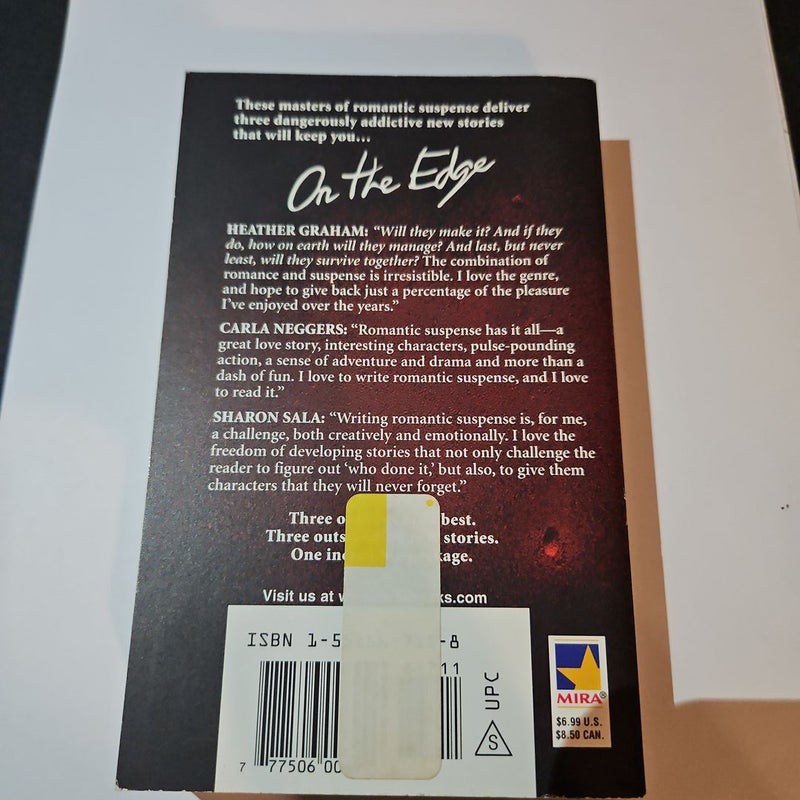 These masters of romantic suspense deliver
three dangerously addictive new stories
that will keep you...
On the Edge
HEATHER GRAHAM: “Will they make it? And if they
do, how on earth will they manage? And last, but never
least, will they survive together? The combination of
romance and suspense is irresistible. I love the genre,
and hope to give back just a percentage of the pleasure
I’ve enjoyed over the years.”
CARLA NEGGERS: “Romantic suspense has it all—a
great love story, interesting characters, pulse-pounding
action, a sense of adventure and drama and more than a
dash of fun. I love to write romantic suspense, and I love
to read it.”
SHARON SALA: “Writing romantic suspense is, for me,
a challenge, both creatively and emotionally. I love the
freedom of developing stories that not only challenge the
reader to figure out ‘who done it,’ but also, to give them
characters that they will never forget.”
Three best.
Three stories.
One
Visit us at
ISBN
UPC
S
7 77506
MIRA®
$6.99 U.S.
$8.50 CAN.